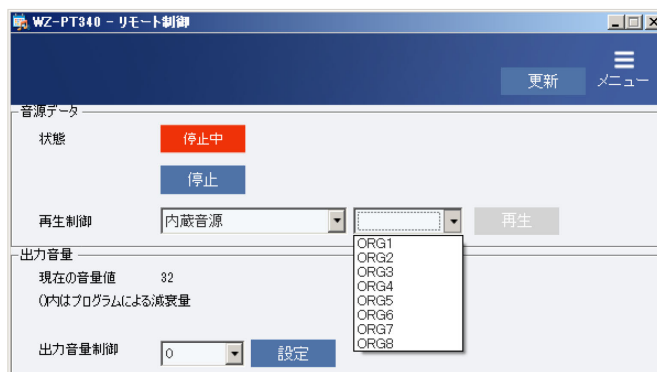 WZ-PT340 - リモート制御
更新
メニュー
音源データ
状態
停止中
停止
再生制御
内蔵音源
再生
ORG1
ORG2
ORG3
ORG4
ORG5
ORG6
ORG7
ORG8
出力音量
現在の音量値 32
()内はプログラムによる減衰量
出力音量制御
0
設定